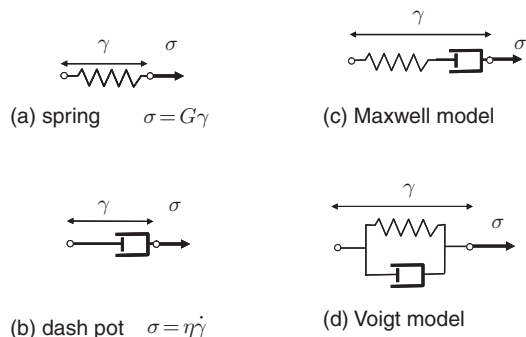 γ σ
(a) spring σ = Gγ
γ σ
(b) dash pot σ = ηγ̇
γ
σ
(c) Maxwell model
γ
σ
(d) Voigt model